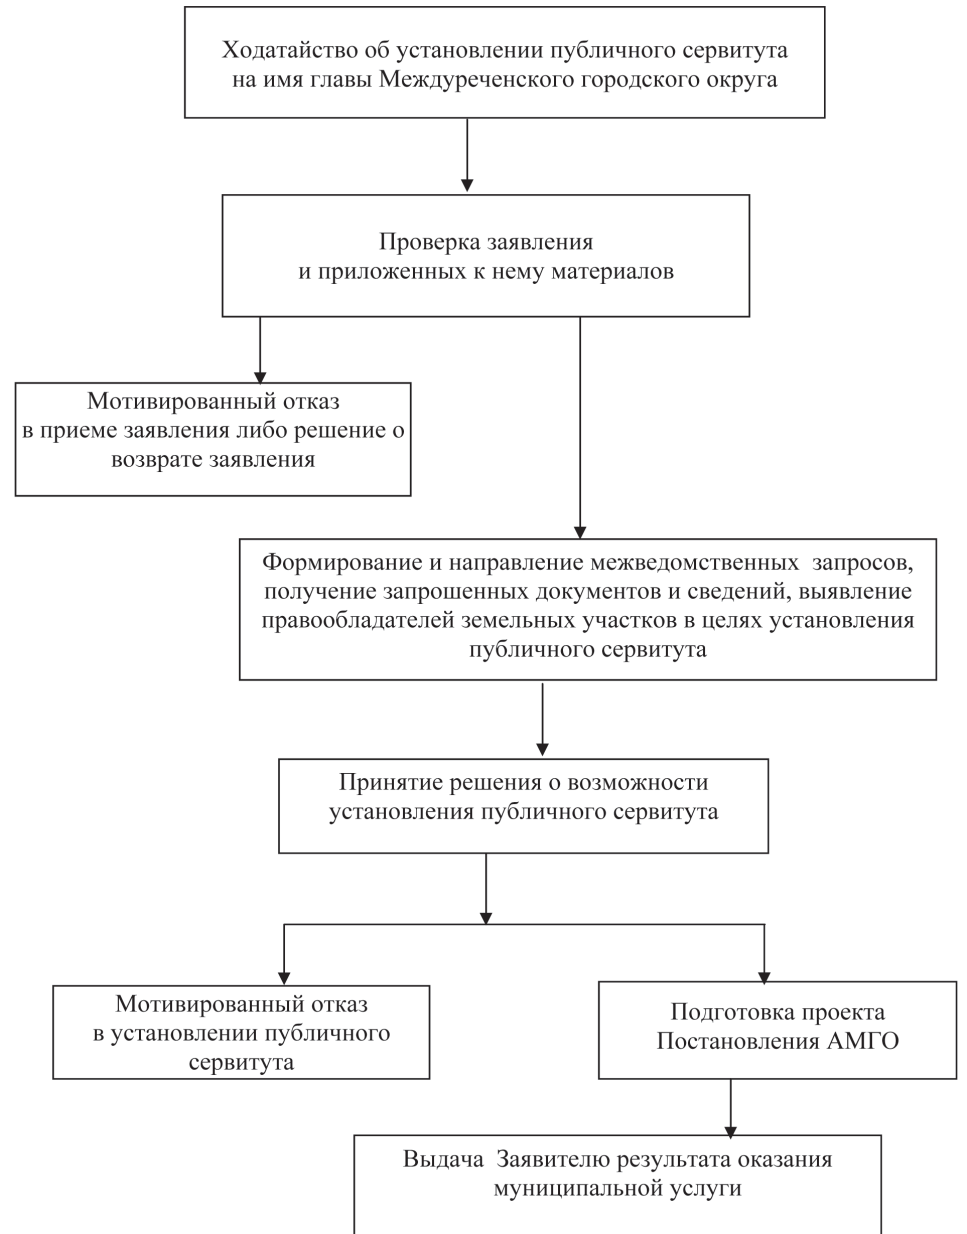 Ходатайство об установлении публичного сервитута
на имя главы Междуреченского городского округа
Проверка заявления
и приложенных к нему материалов
Мотивированный отказ
в приеме заявления либо решение о
возврате заявления
Формирование и направление межведомственных запросов,
получение запрошенных документов и сведений, выявление
правообладателей земельных участков в целях установления
публичного сервитута
Принятие решения о возможности
установления публичного сервитута
Мотивированный отказ
в установлении публичного
сервитута
Подготовка проекта
Постановления АМГО
Выдача Заявителю результата оказания
муниципальной услуги